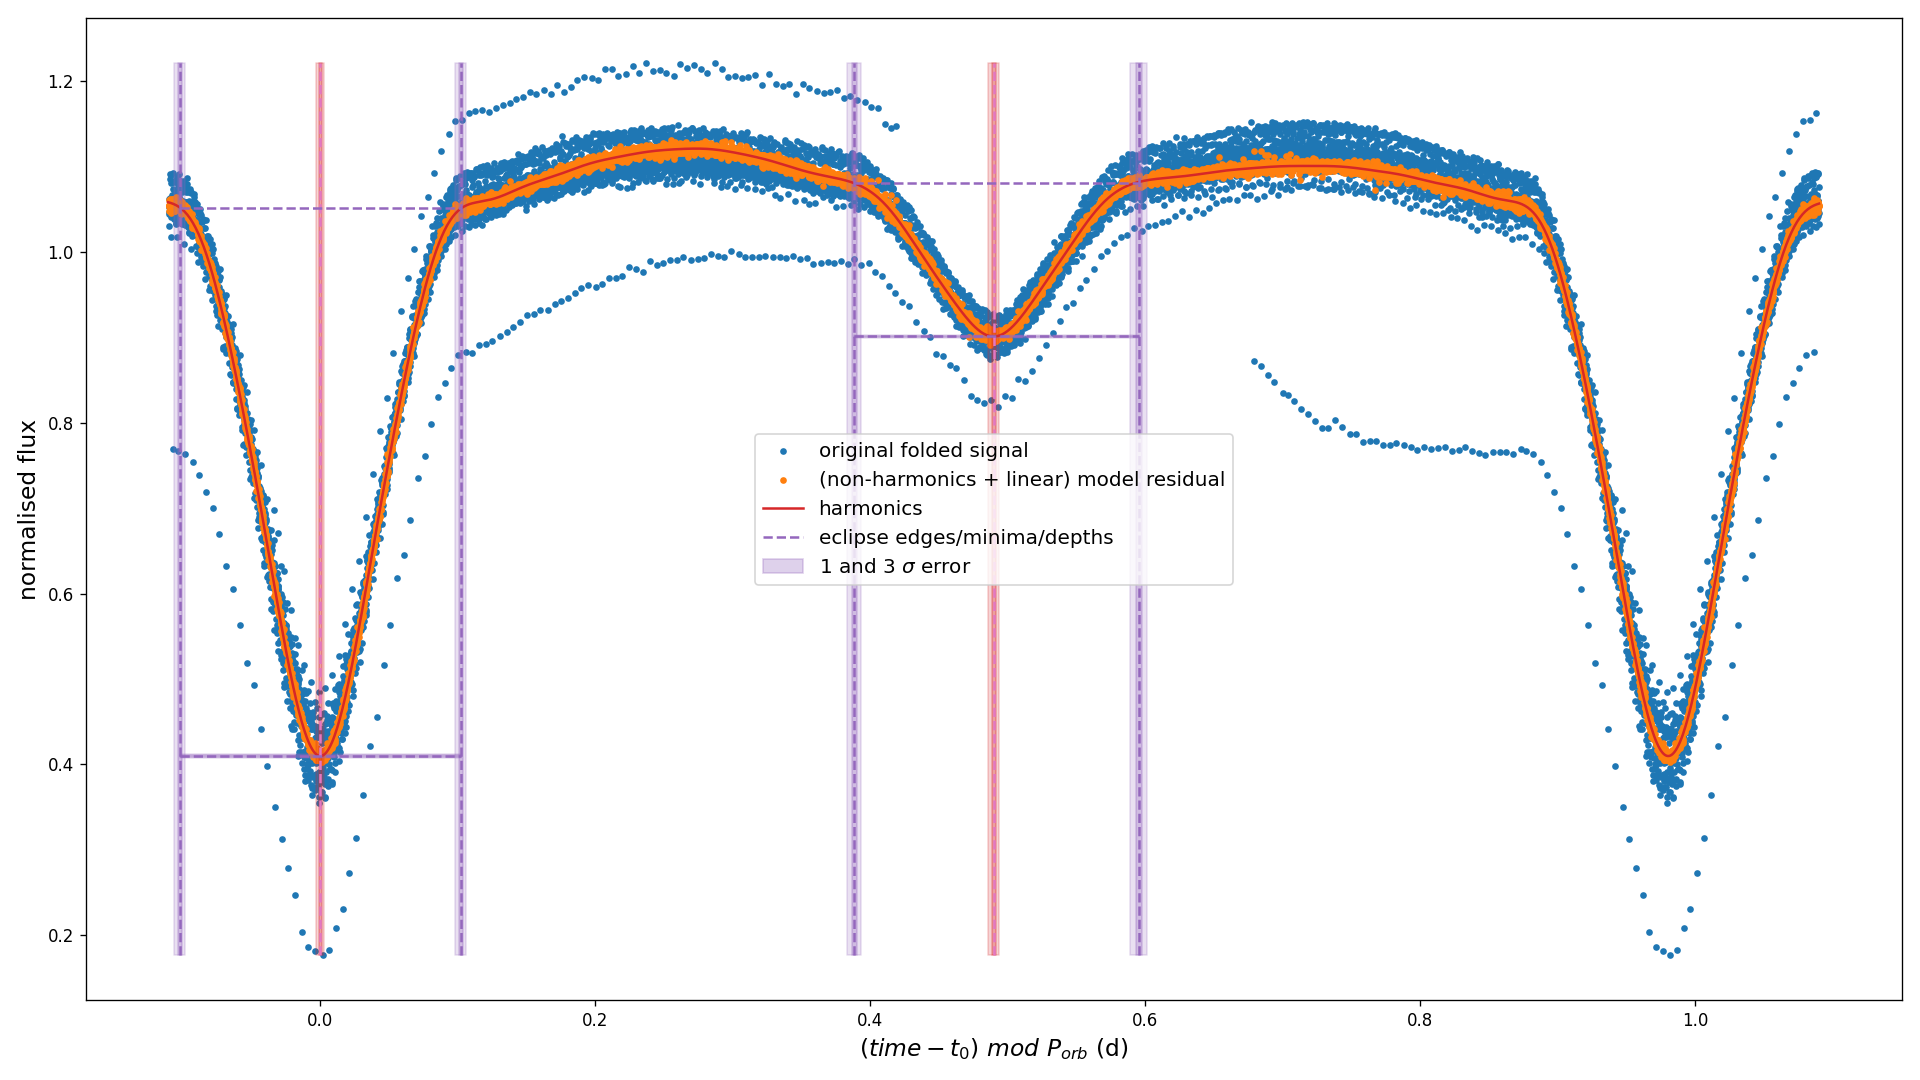 1.2
1.0
0.8
0.6
0.4
0.2
normalised flux
original folded signal
(non-harmonics + linear) model residual
harmonics
eclipse edges/minima/depths
1 and 3 σ error
0.0 0.2 0.4 0.6 0.8 1.0
(time − t₀) mod Pₒᵣb (d)